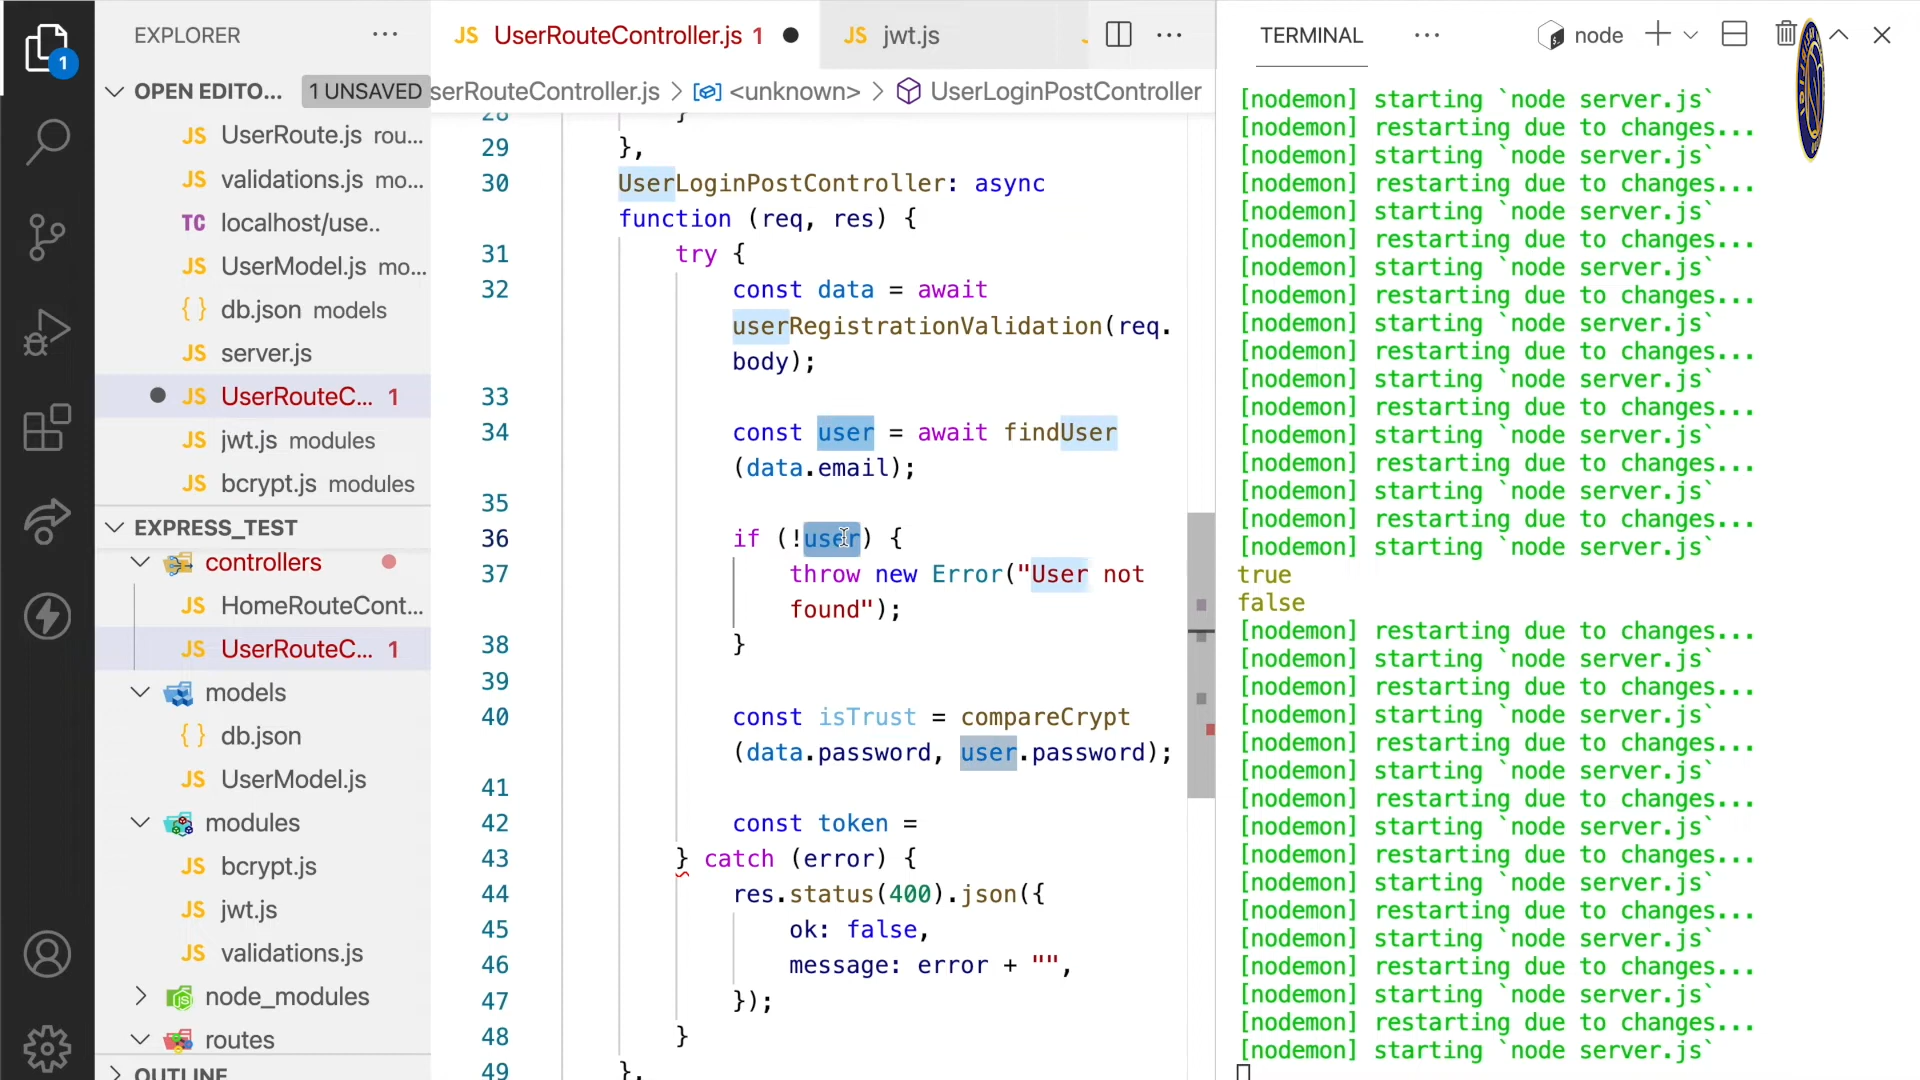 EXPLORER
OPEN EDITO... 1 UNSAVED
JS UserRoute.js rou...
JS validations.js mo...
TC localhost/use..
JS UserModel.js mo...
{ } db.json models
JS server.js
JS UserRouteC... 1
JS jwt.js modules
JS bcrypt.js modules
EXPRESS_TEST
controllers
JS HomeRouteCont...
JS UserRouteC... 1
models
{ } db.json
JS UserModel.js
modules
JS bcrypt.js
JS jwt.js
JS validations.js
node_modules
routes
OUTLINE
1
JS UserRouteController.js 1
JS jwt.js
serRouteController.js > <unknown> > UserLoginPostController
28 }
29 },
30 UserLoginPostController: async
function (req, res) {
31 try {
32 const data = await
userRegistrationValidation(req.
body);
33
34 const user = await findUser
(data.email);
35
36 if (!user) {
37 throw new Error("User not
found");
38 }
39
40 const isTrust = compareCrypt
(data.password, user.password);
41
42 const token =
43 } catch (error) {
44 res.status(400).json({
45 ok: false,
46 message: error + "",
47 });
48 }
49 },
TERMINAL
node
[nodemon] starting `node server.js`
[nodemon] restarting due to changes...
[nodemon] starting `node server.js`
[nodemon] restarting due to changes...
[nodemon] starting `node server.js`
[nodemon] restarting due to changes...
[nodemon] starting `node server.js`
[nodemon] restarting due to changes...
[nodemon] starting `node server.js`
[nodemon] restarting due to changes...
[nodemon] starting `node server.js`
[nodemon] restarting due to changes...
[nodemon] starting `node server.js`
[nodemon] restarting due to changes...
[nodemon] starting `node server.js`
[nodemon] restarting due to changes...
[nodemon] starting `node server.js`
true
false
[nodemon] restarting due to changes...
[nodemon] starting `node server.js`
[nodemon] restarting due to changes...
[nodemon] starting `node server.js`
[nodemon] restarting due to changes...
[nodemon] starting `node server.js`
[nodemon] restarting due to changes...
[nodemon] starting `node server.js`
[nodemon] restarting due to changes...
[nodemon] starting `node server.js`
[nodemon] restarting due to changes...
[nodemon] starting `node server.js`
[nodemon] restarting due to changes...
[nodemon] starting `node server.js`
[nodemon] restarting due to changes...
[nodemon] starting `node server.js`